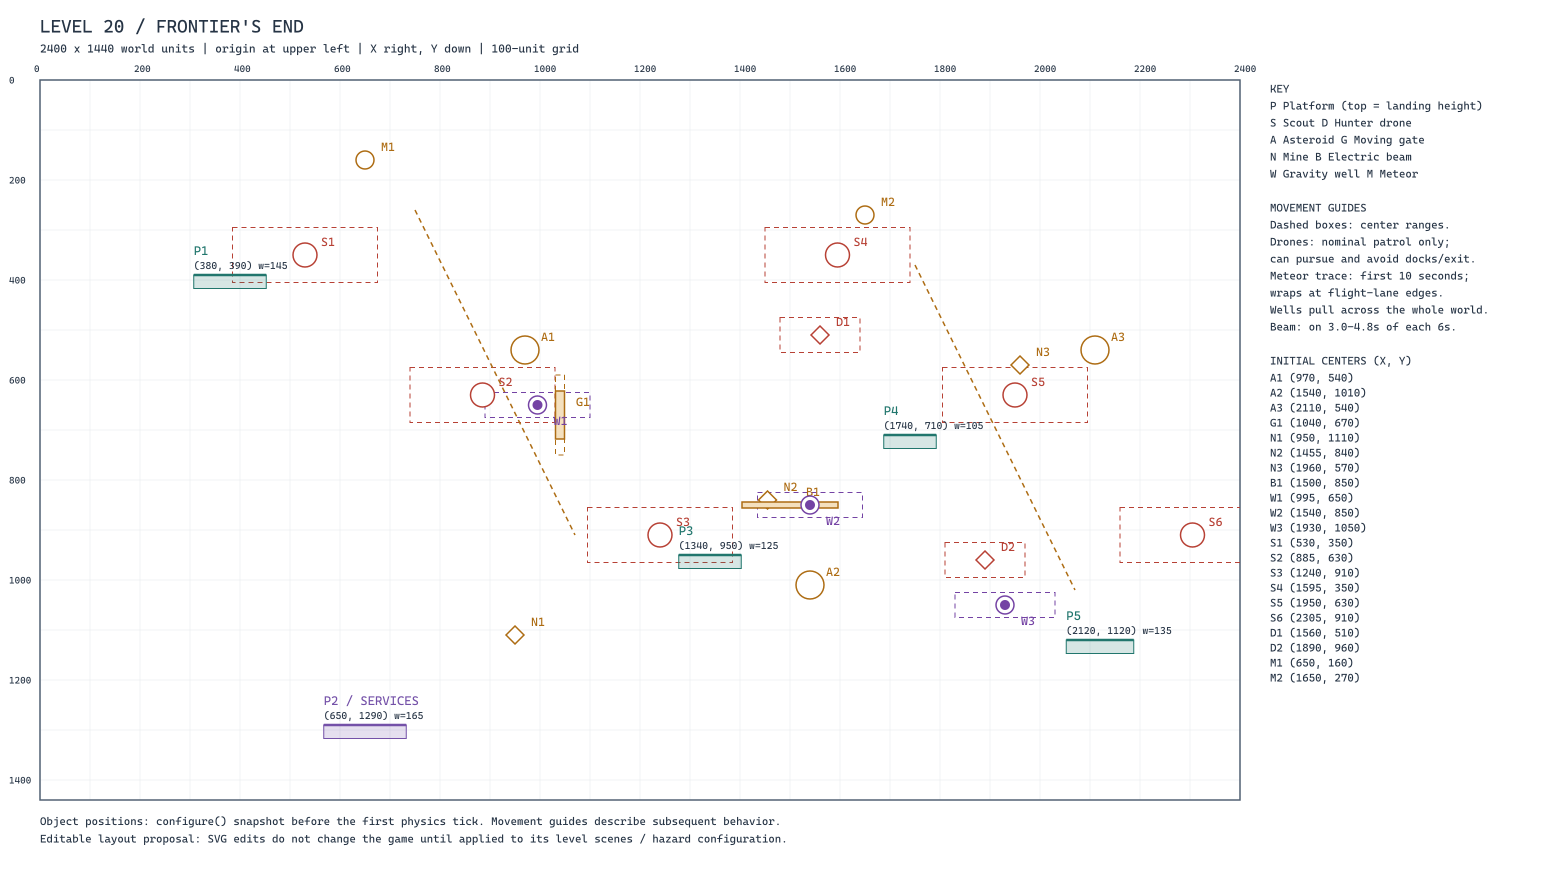 LEVEL 20 / FRONTIER'S END
2400 x 1440 world units | origin at upper left | X right, Y down | 100-unit grid
0 200 400 600 800 1000 1200 1400 1600 1800 2000 2200 2400
0
200
400
600
800
1000
1200
1400
M1
M2
S1
S4
P1
(380, 390) w=145
D1
A1
A3
N3
S2
S5
G1
W1
P4
(1740, 710) w=105
N2
B1
W2
S3
P3
(1340, 950) w=125
S6
D2
A2
W3
N1
P5
(2120, 1120) w=135
P2 / SERVICES
(650, 1290) w=165
KEY
P Platform (top = landing height)
S Scout D Hunter drone
A Asteroid G Moving gate
N Mine B Electric beam
W Gravity well M Meteor
MOVEMENT GUIDES
Dashed boxes: center ranges.
Drones: nominal patrol only;
can pursue and avoid docks/exit.
Meteor trace: first 10 seconds;
wraps at flight-lane edges.
Wells pull across the whole world.
Beam: on 3.0-4.8s of each 6s.
INITIAL CENTERS (X, Y)
A1 (970, 540)
A2 (1540, 1010)
A3 (2110, 540)
G1 (1040, 670)
N1 (950, 1110)
N2 (1455, 840)
N3 (1960, 570)
B1 (1500, 850)
W1 (995, 650)
W2 (1540, 850)
W3 (1930, 1050)
S1 (530, 350)
S2 (885, 630)
S3 (1240, 910)
S4 (1595, 350)
S5 (1950, 630)
S6 (2305, 910)
D1 (1560, 510)
D2 (1890, 960)
M1 (650, 160)
M2 (1650, 270)
Object positions: configure() snapshot before the first physics tick. Movement guides describe subsequent behavior.
Editable layout proposal: SVG edits do not change the game until applied to its level scenes / hazard configuration.